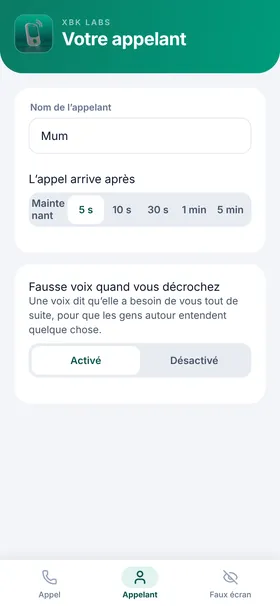 XBK LABS
Votre appelant
Nom de l’appelant
Mum
L’appel arrive après
Mainte
nant
5 s
10 s
30 s
1 min
5 min
Fausse voix quand vous décrochez
Une voix dit qu’elle a besoin de vous tout de
suite, pour que les gens autour entendent
quelque chose.
Activé
Désactivé
Appel
Appelant
Faux écran